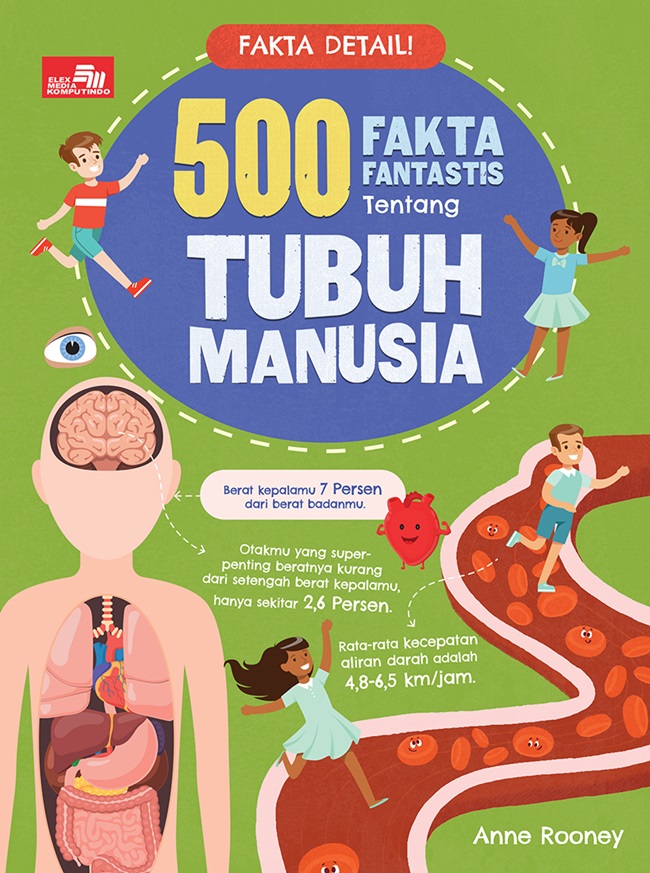 FAKTA DETAIL!
ELEX
MEDIA
KOMPUTINDO
500
FAKTA
FANTASTIS
Tentang
TUBUH
MANUSIA
Berat kepalamu 7 Persen
dari berat badanmu.
Otakmu yang super-
penting beratnya kurang
dari setengah berat kepalamu,
hanya sekitar 2,6 Persen.
Rata-rata kecepatan
aliran darah adalah
4,8-6,5 km/jam.
Anne Rooney